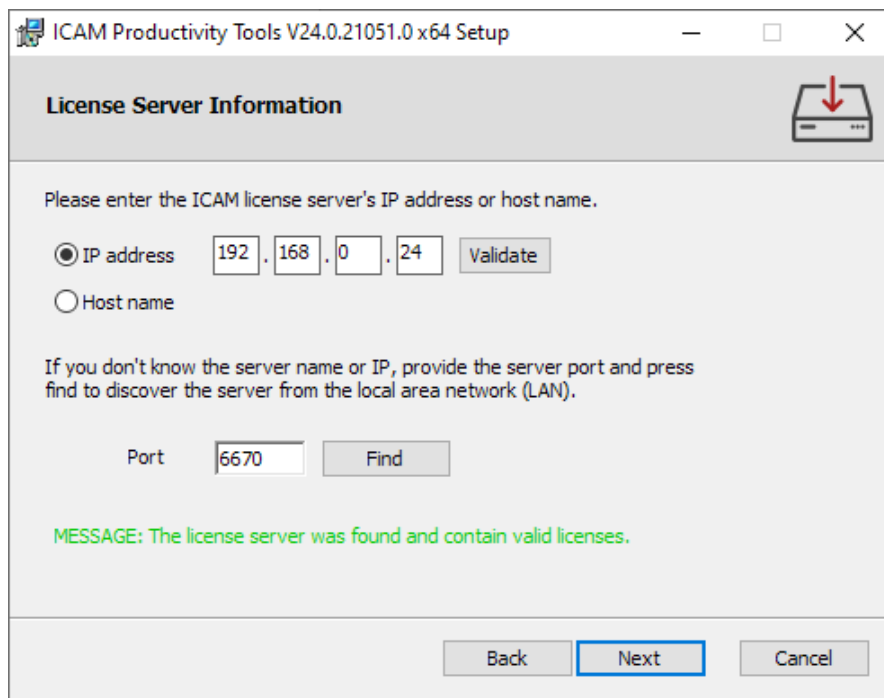 ICAM Productivity Tools V24.0.21051.0 x64 Setup
License Server Information
Please enter the ICAM license server's IP address or host name.
IP address 192 . 168 . 0 . 24 Validate
Host name
If you don't know the server name or IP, provide the server port and press
find to discover the server from the local area network (LAN).
Port 6670 Find
MESSAGE: The license server was found and contain valid licenses.
Back Next Cancel